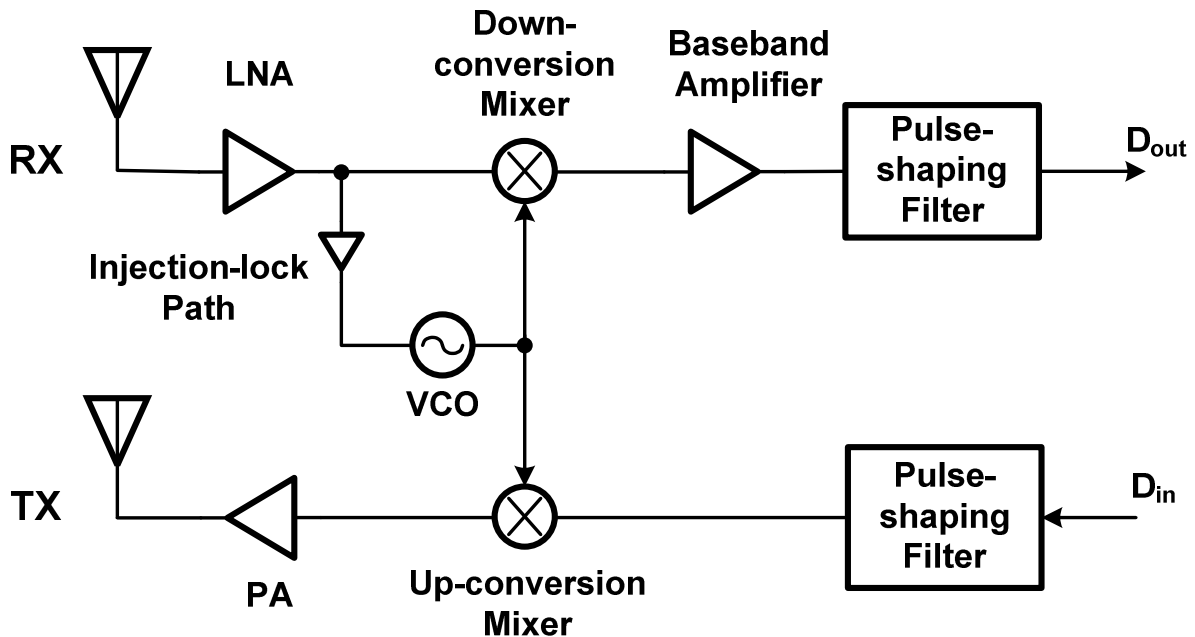 RX
LNA
Down-
conversion
Mixer
Baseband
Amplifier
Pulse-
shaping
Filter
Dout
Injection-lock
Path
VCO
TX
PA
Up-conversion
Mixer
Pulse-
shaping
Filter
Din